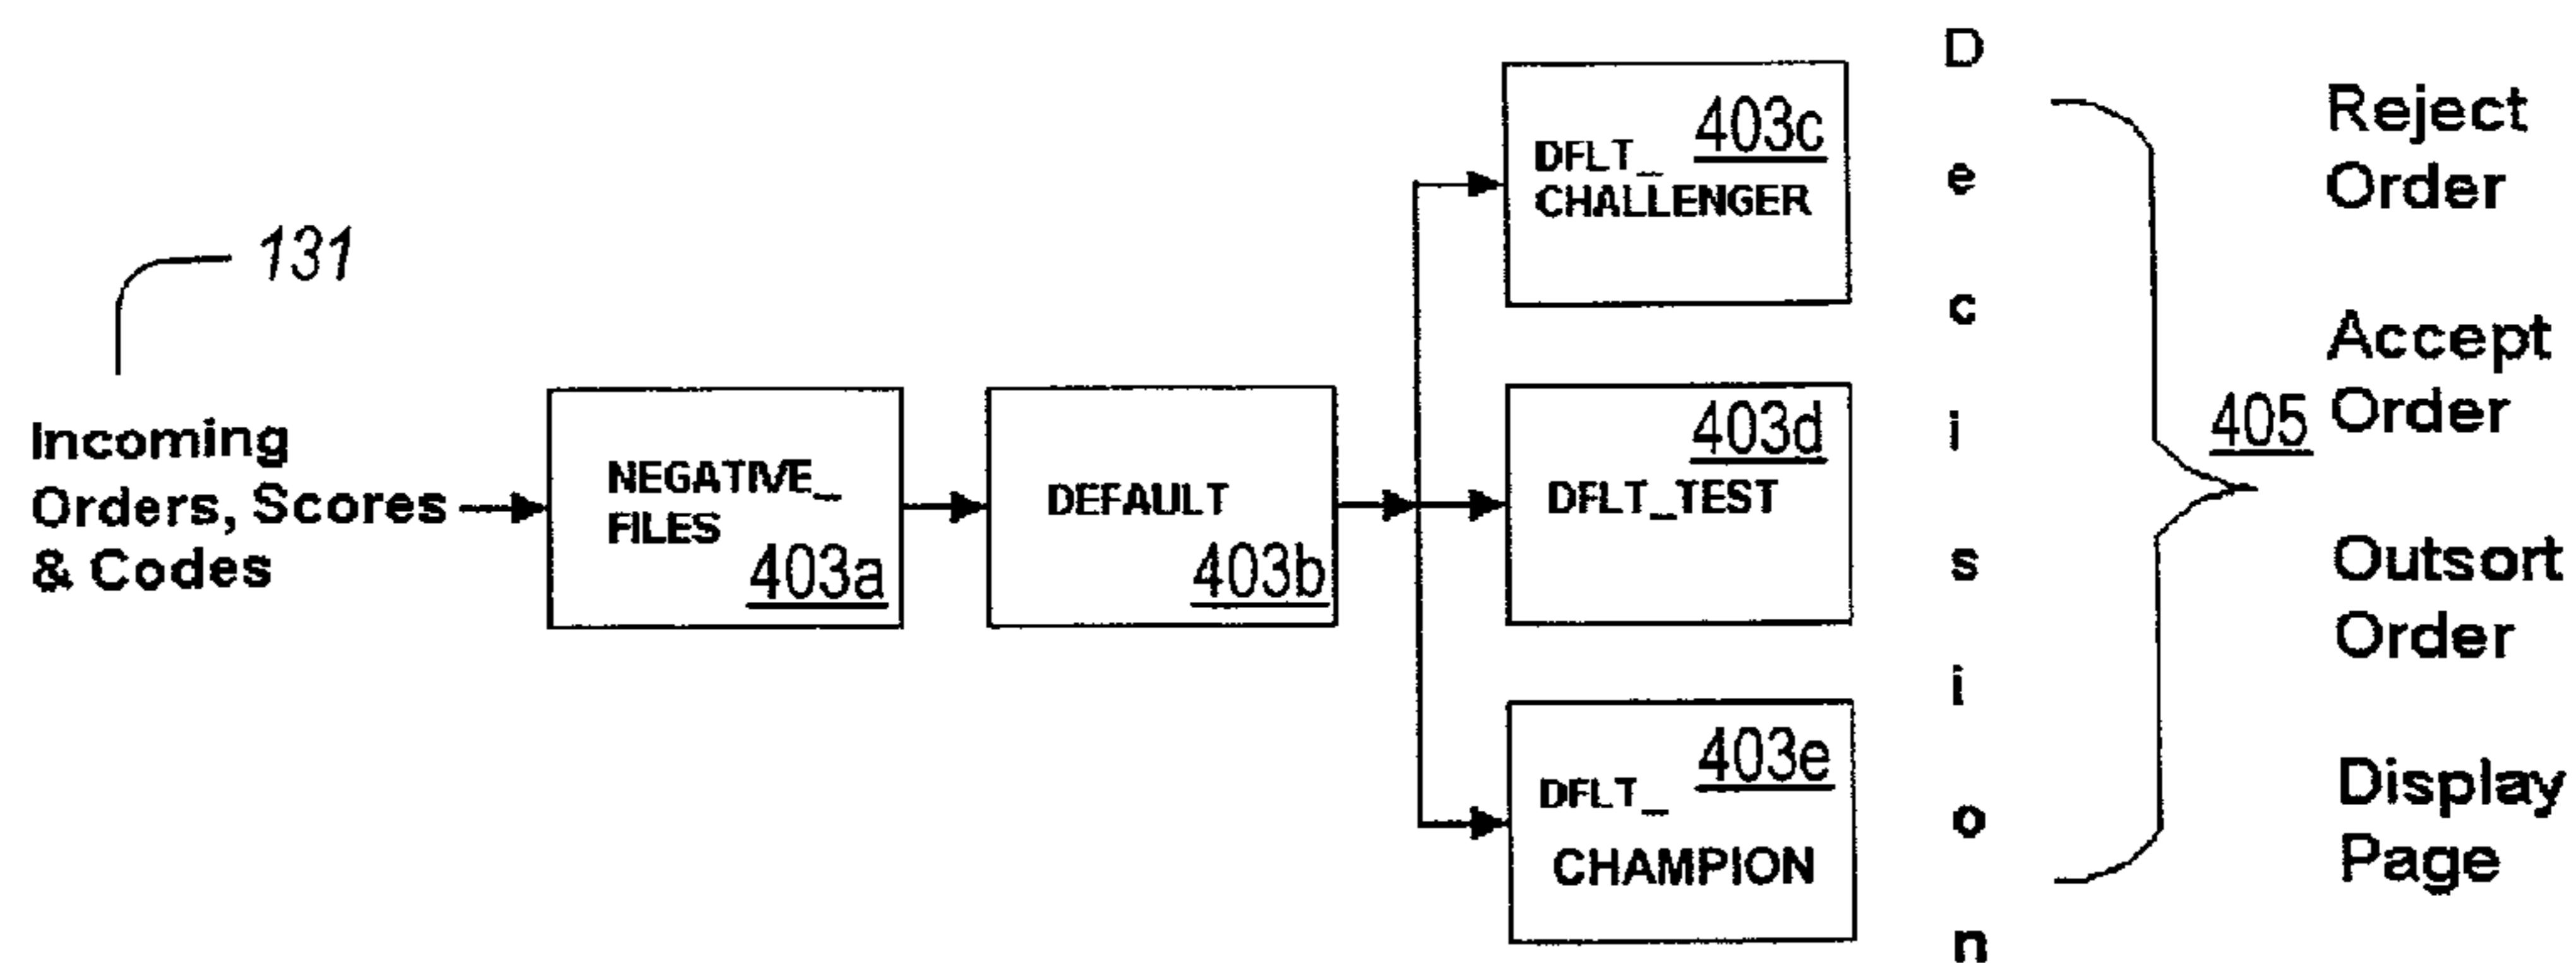 131
Incoming
Orders, Scores
& Codes
NEGATIVE_
FILES
403a
DEFAULT
403b
403c
DFLT_
CHALLENGER
403d
DFLT_TEST
403e
DFLT_
CHAMPION
D
e
c
i
s
i
o
n
405
Reject
Order
Accept
Order
Outsort
Order
Display
Page